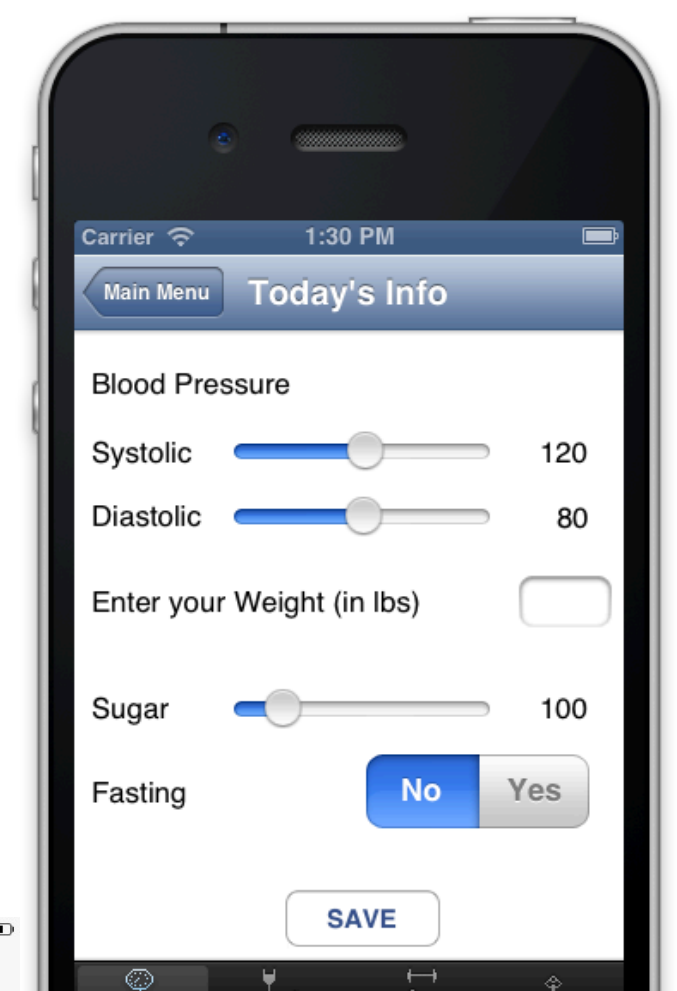 Carrier 1:30 PM
Main Menu Today's Info
Blood Pressure
Systolic 120
Diastolic 80
Enter your Weight (in lbs)
Sugar 100
Fasting No Yes
SAVE